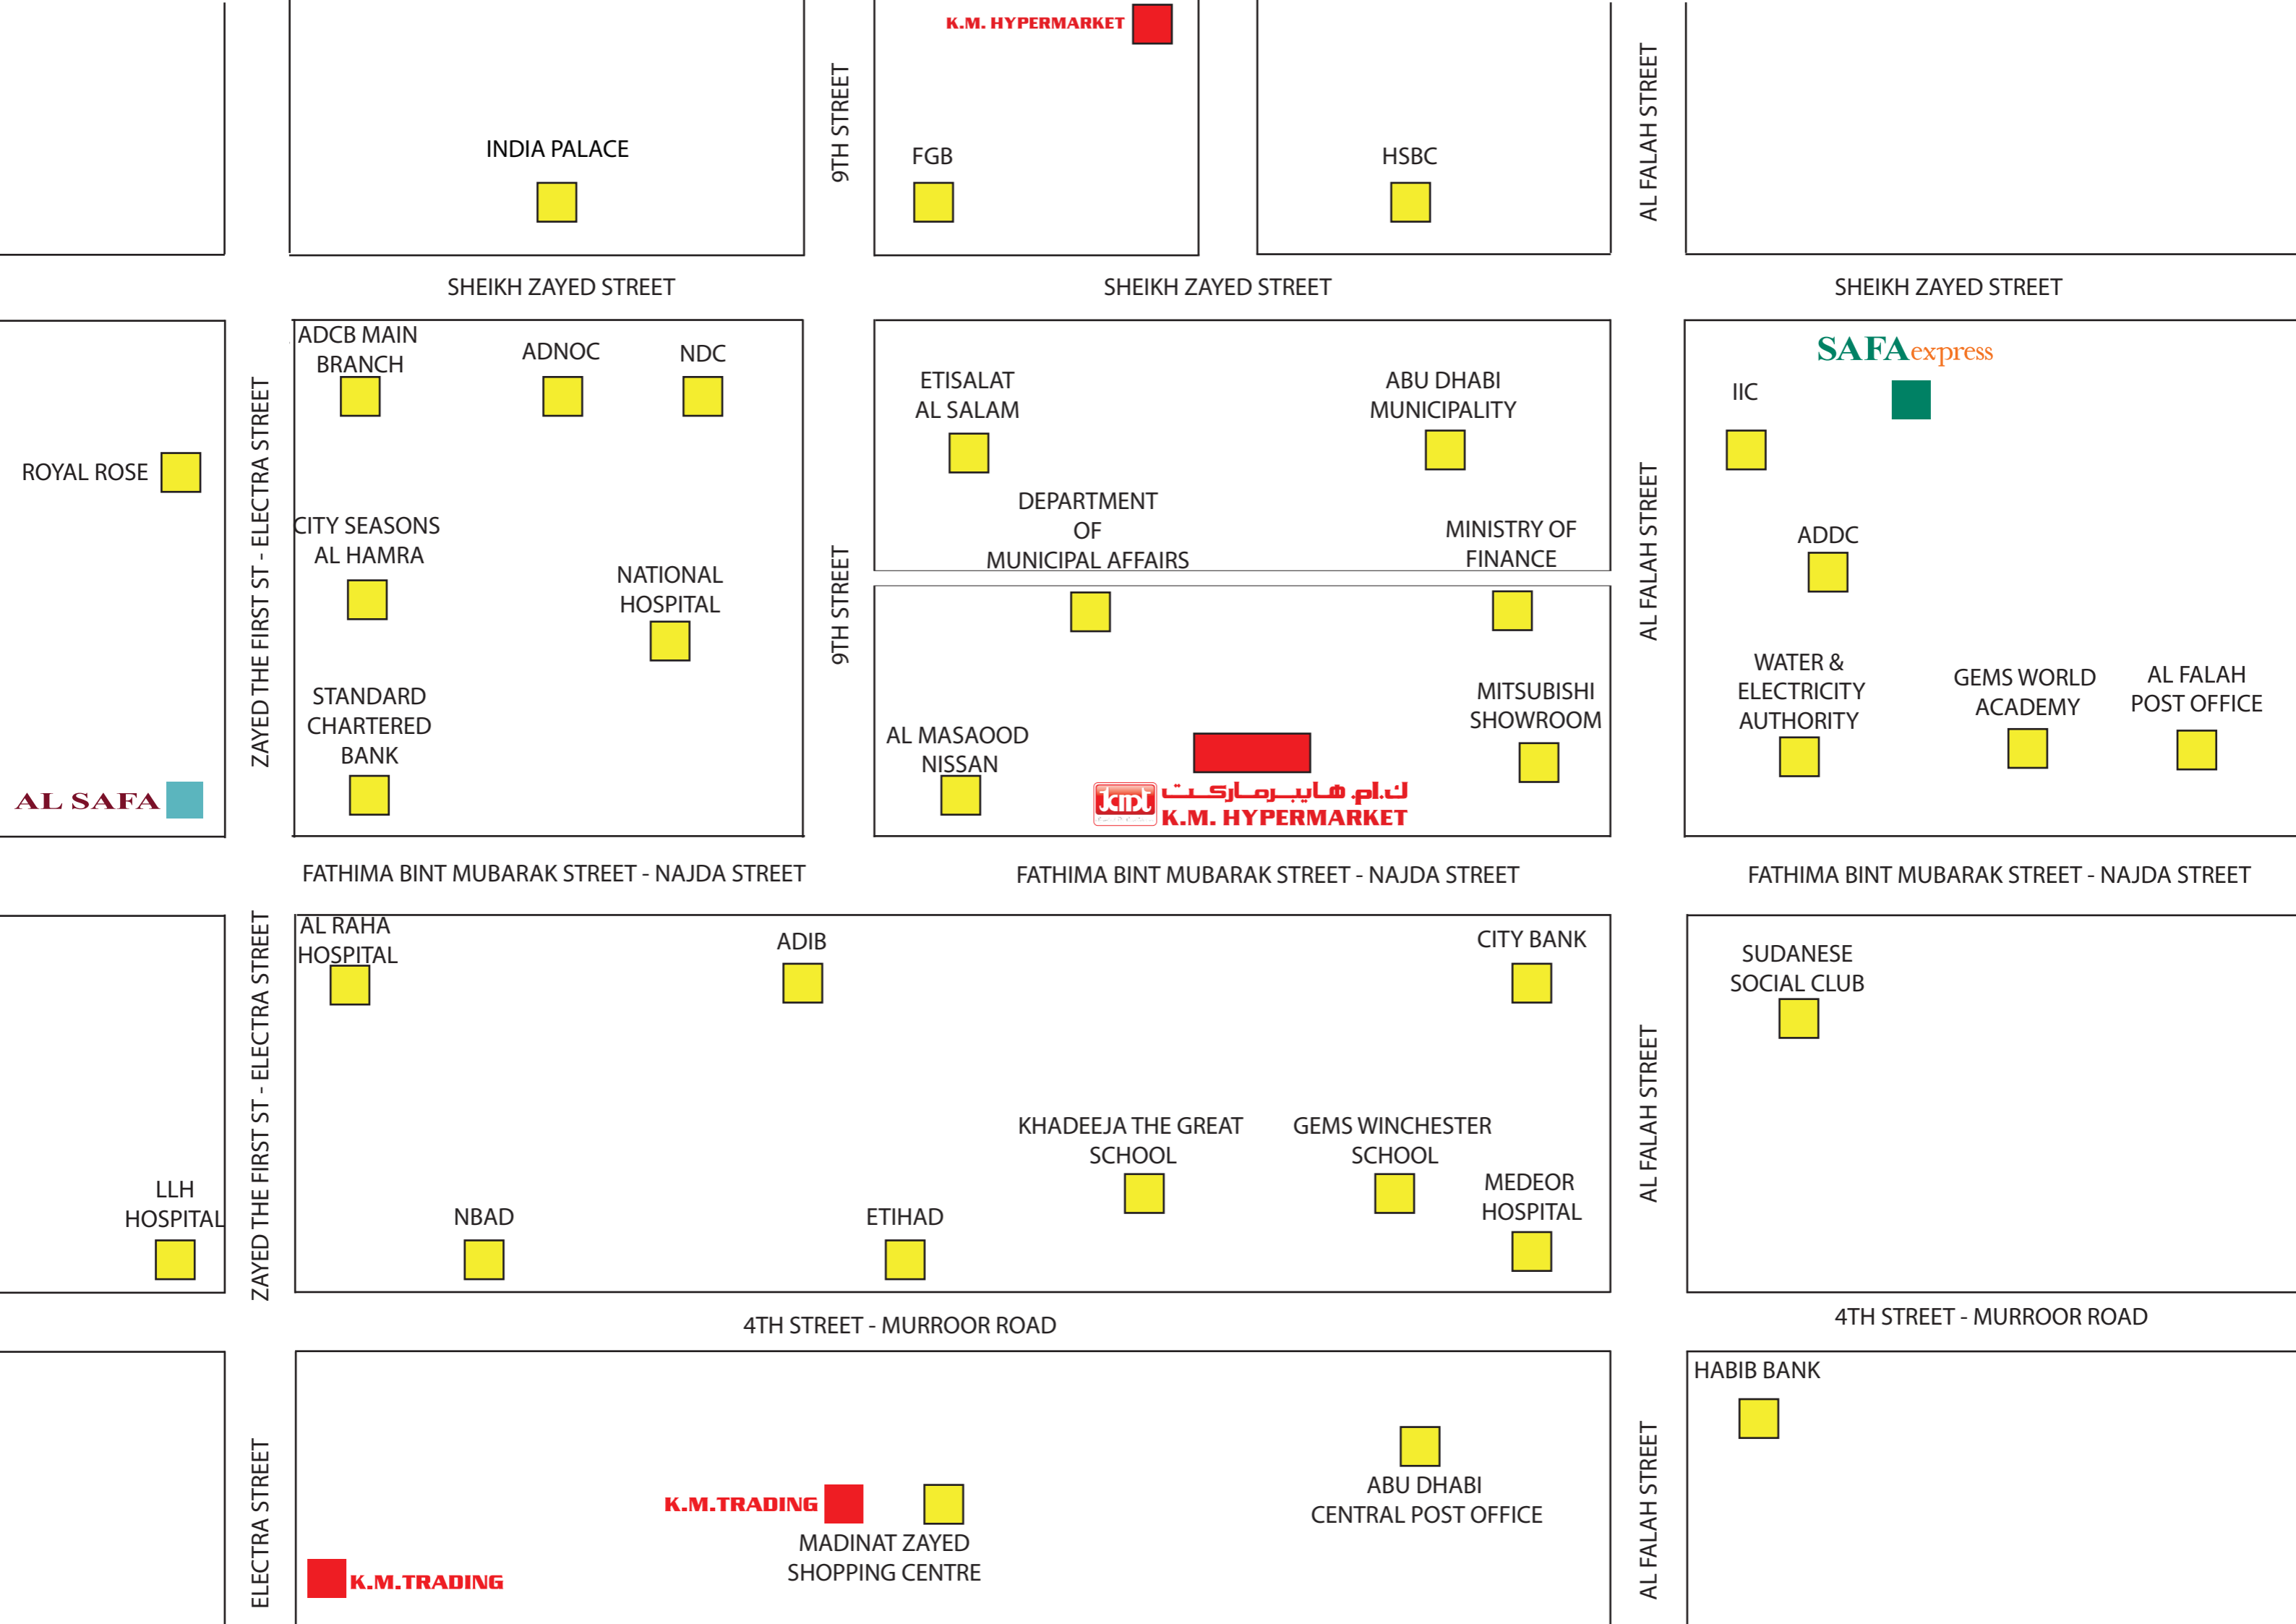 K.M. HYPERMARKET
9TH STREET
AL FALAH STREET
INDIA PALACE
FGB
HSBC
SHEIKH ZAYED STREET
SHEIKH ZAYED STREET
SHEIKH ZAYED STREET
ADCB MAIN
BRANCH
ADNOC
NDC
ETISALAT
AL SALAM
ABU DHABI
MUNICIPALITY
SAFA express
IIC
ZAYED THE FIRST ST - ELECTRA STREET
ROYAL ROSE
CITY SEASONS
AL HAMRA
NATIONAL
HOSPITAL
9TH STREET
DEPARTMENT
OF
MUNICIPAL AFFAIRS
MINISTRY OF
FINANCE
AL FALAH STREET
ADDC
STANDARD
CHARTERED
BANK
AL MASAOOD
NISSAN
MITSUBISHI
SHOWROOM
WATER &
ELECTRICITY
AUTHORITY
GEMS WORLD
ACADEMY
AL FALAH
POST OFFICE
AL SAFA
kmt
ك.ام. هايبرماركت
K.M. HYPERMARKET
FATHIMA BINT MUBARAK STREET - NAJDA STREET
FATHIMA BINT MUBARAK STREET - NAJDA STREET
FATHIMA BINT MUBARAK STREET - NAJDA STREET
ZAYED THE FIRST ST - ELECTRA STREET
AL RAHA
HOSPITAL
ADIB
CITY BANK
AL FALAH STREET
SUDANESE
SOCIAL CLUB
KHADEEJA THE GREAT
SCHOOL
GEMS WINCHESTER
SCHOOL
MEDEOR
HOSPITAL
LLH
HOSPITAL
NBAD
ETIHAD
4TH STREET - MURROOR ROAD
4TH STREET - MURROOR ROAD
HABIB BANK
ELECTRA STREET
AL FALAH STREET
ABU DHABI
CENTRAL POST OFFICE
K.M.TRADING
MADINAT ZAYED
SHOPPING CENTRE
K.M.TRADING